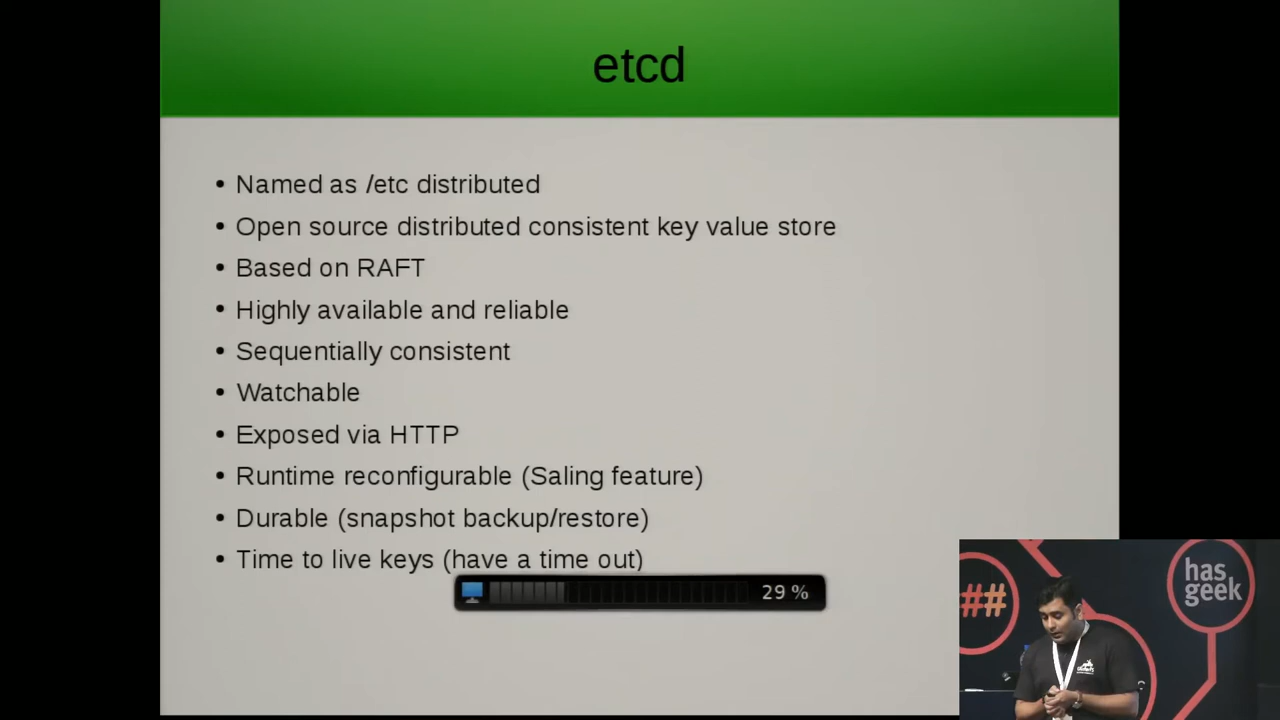 etcd
• Named as /etc distributed
• Open source distributed consistent key value store
• Based on RAFT
• Highly available and reliable
• Sequentially consistent
• Watchable
• Exposed via HTTP
• Runtime reconfigurable (Saling feature)
• Durable (snapshot backup/restore)
• Time to live keys (have a time out)
29 %
##
has
geek